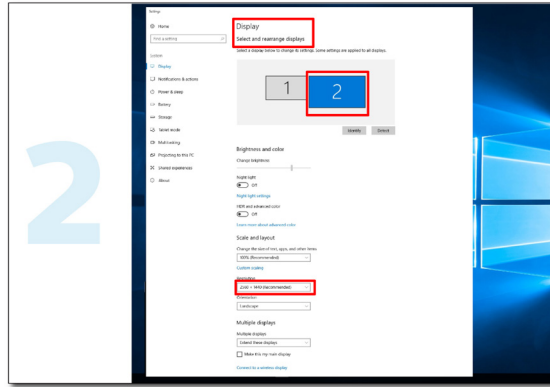 Settings
Home
Find a setting
System
Display
Notifications & actions
Power & sleep
Battery
Storage
Tablet mode
Multitasking
Projecting to this PC
Shared experiences
About
2
Display
Select and rearrange displays
Select a display below to change its settings. Some settings are applied to all displays.
1
2
Identify
Detect
Brightness and color
Change brightness
Night light
Off
Night light settings
HDR and advanced color
Off
Learn more about advanced color
Scale and layout
Change the size of text, apps, and other items
100% (Recommended)
Custom scaling
Resolution
2560 × 1440 (Recommended)
Orientation
Landscape
Multiple displays
Multiple displays
Extend these displays
Make this my main display
Connect to a wireless display